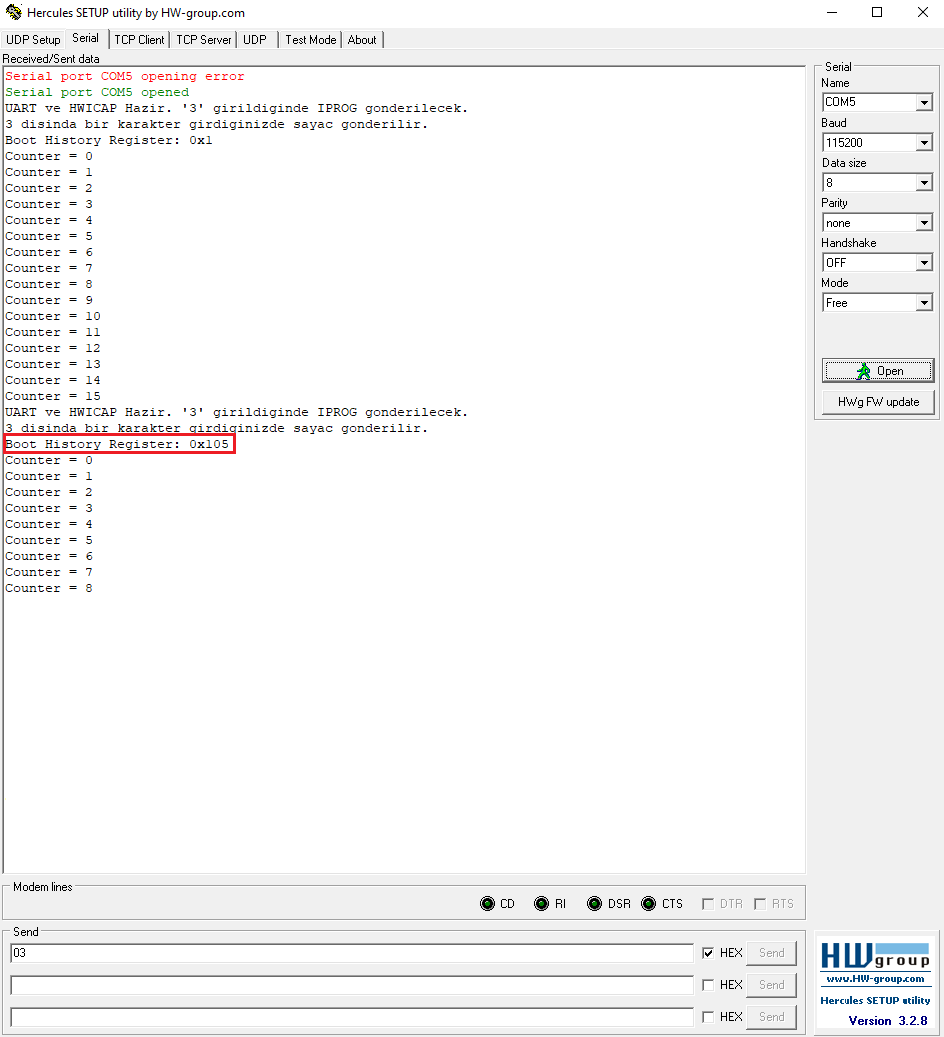 Hercules SETUP utility by HW-group.com
UDP Setup Serial TCP Client TCP Server UDP Test Mode About
Received/Sent data
Serial port COM5 opening error
Serial port COM5 opened
UART ve HWICAP Hazir. '3' girildiginde IPROG gonderilecek.
3 disinda bir karakter girdiginizde sayac gonderilir.
Boot History Register: 0x1
Counter = 0
Counter = 1
Counter = 2
Counter = 3
Counter = 4
Counter = 5
Counter = 6
Counter = 7
Counter = 8
Counter = 9
Counter = 10
Counter = 11
Counter = 12
Counter = 13
Counter = 14
Counter = 15
UART ve HWICAP Hazir. '3' girildiginde IPROG gonderilecek.
3 disinda bir karakter girdiginizde sayac gonderilir.
Boot History Register: 0x105
Counter = 0
Counter = 1
Counter = 2
Counter = 3
Counter = 4
Counter = 5
Counter = 6
Counter = 7
Counter = 8
Serial
Name
COM5
Baud
115200
Data size
8
Parity
none
Handshake
OFF
Mode
Free
Open
HWg FW update
Modem lines
CD RI DSR CTS DTR RTS
Send
03 HEX Send
HEX Send
HEX Send
HWgroup
www.HW-group.com
Hercules SETUP utility
Version 3.2.8